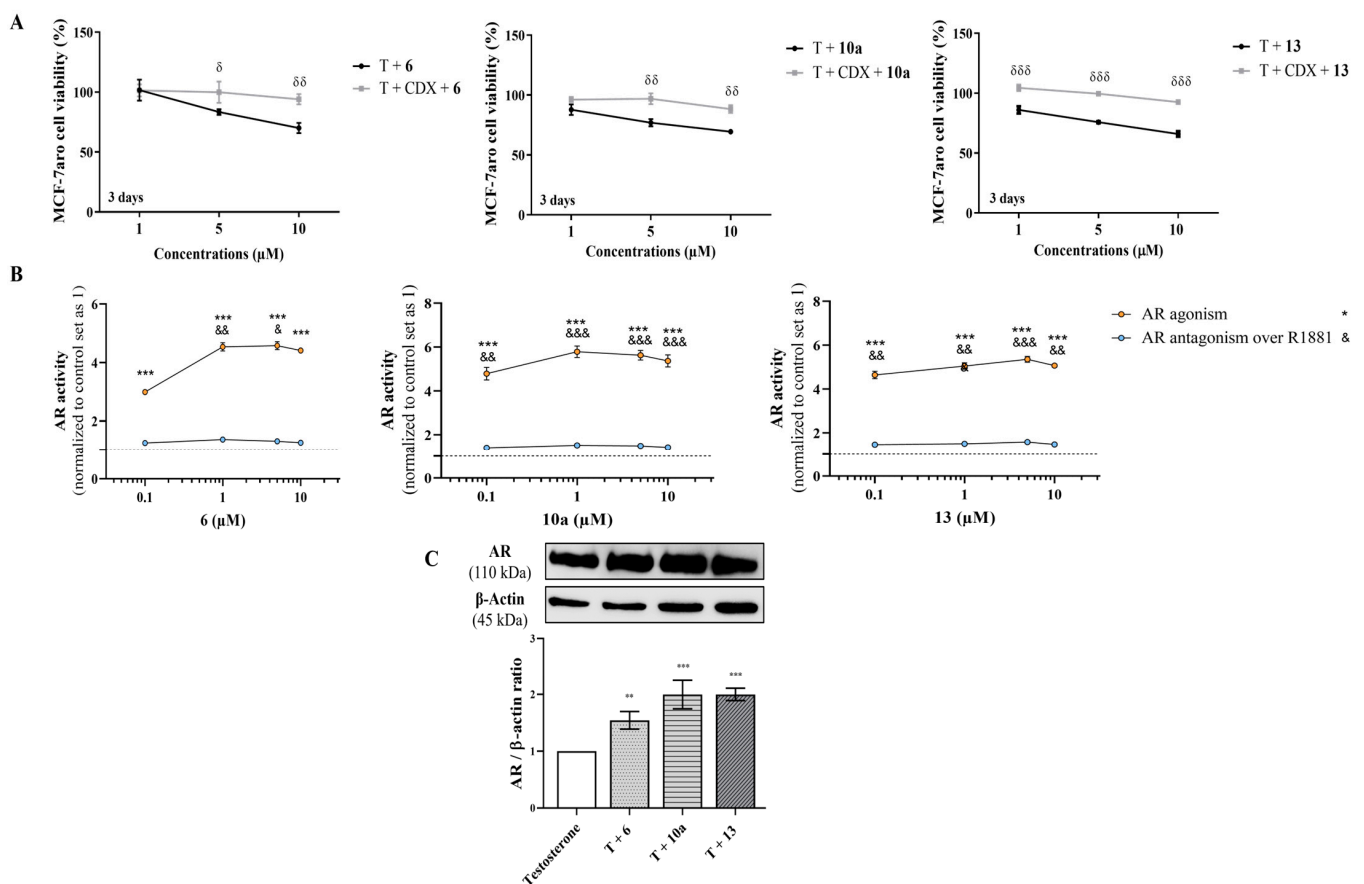 A
MCF-7aro cell viability (%)
150
100
50
0
δ
δδ
3 days
1
5
10
Concentrations (µM)
T + 6
T + CDX + 6
MCF-7aro cell viability (%)
150
100
50
0
δδ
δδ
3 days
1
5
10
Concentrations (µM)
T + 10a
T + CDX + 10a
MCF-7aro cell viability (%)
150
100
50
0
δδδ
δδδ
δδδ
3 days
1
5
10
Concentrations (µM)
T + 13
T + CDX + 13
B
AR activity
(normalized to control set as 1)
6
4
2
0
***
***
&&
***
&
***
0.1
1
10
6 (µM)
AR activity
(normalized to control set as 1)
8
6
4
2
0
***
&&
***
&&&
***
&&&
***
&&&
0.1
1
10
10a (µM)
AR activity
(normalized to control set as 1)
8
6
4
2
0
***
&&
***
&&
&
***
&&&
***
&&
0.1
1
10
13 (µM)
AR agonism *
AR antagonism over R1881 &
C
AR
(110 kDa)
β-Actin
(45 kDa)
AR / β-actin ratio
3
2
1
0
**
***
***
Testosterone
T + 6
T + 10a
T + 13